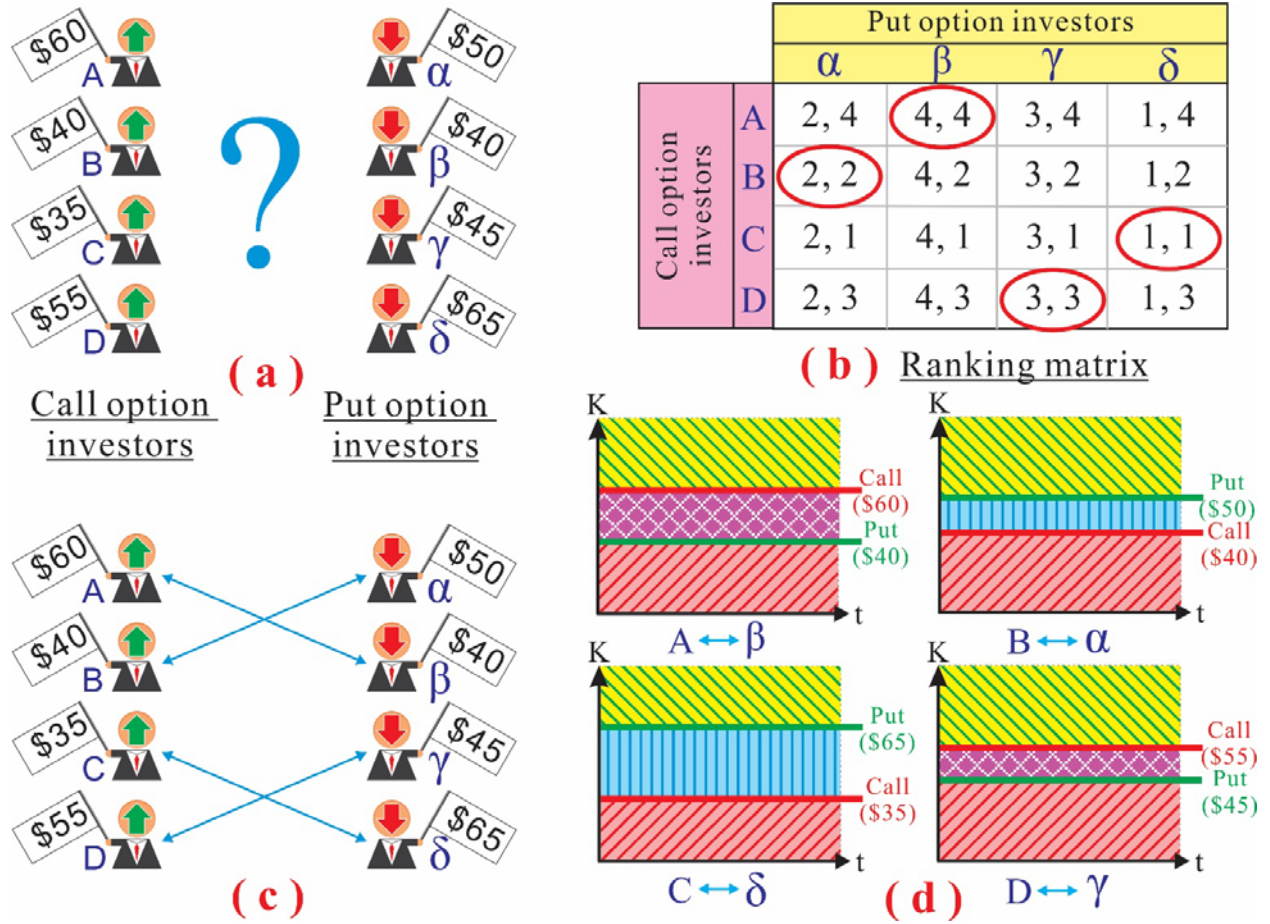 $60
A
$50
α
$40
B
$40
β
?
$35
C
$45
γ
$55
D
$65
δ
( a )
Call option
investors
Put option
investors
Put option investors
α β γ δ
Call option
investors
A 2, 4 4, 4 3, 4 1, 4
B 2, 2 4, 2 3, 2 1,2
C 2, 1 4, 1 3, 1 1, 1
D 2, 3 4, 3 3, 3 1, 3
( b ) Ranking matrix
$60
A
$50
α
$40
B
$40
β
$35
C
$45
γ
$55
D
$65
δ
( c )
K
Call
($60)
Put
($40)
t
A β
K
Put
($50)
Call
($40)
t
B α
K
Put
($65)
Call
($35)
t
C δ
K
Call
($55)
Put
($45)
t
D γ
( d )